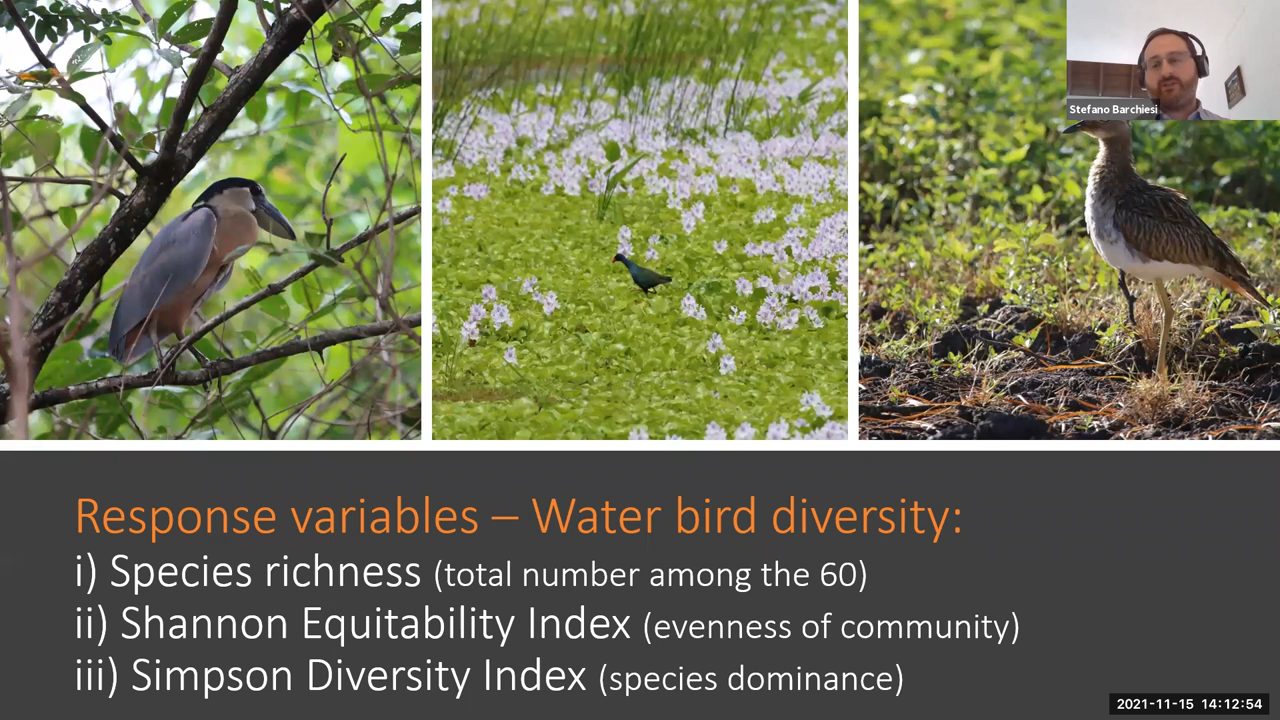 Stefano Barchiesi
Response variables – Water bird diversity:
i) Species richness (total number among the 60)
ii) Shannon Equitability Index (evenness of community)
iii) Simpson Diversity Index (species dominance)
2021-11-15 14:12:54